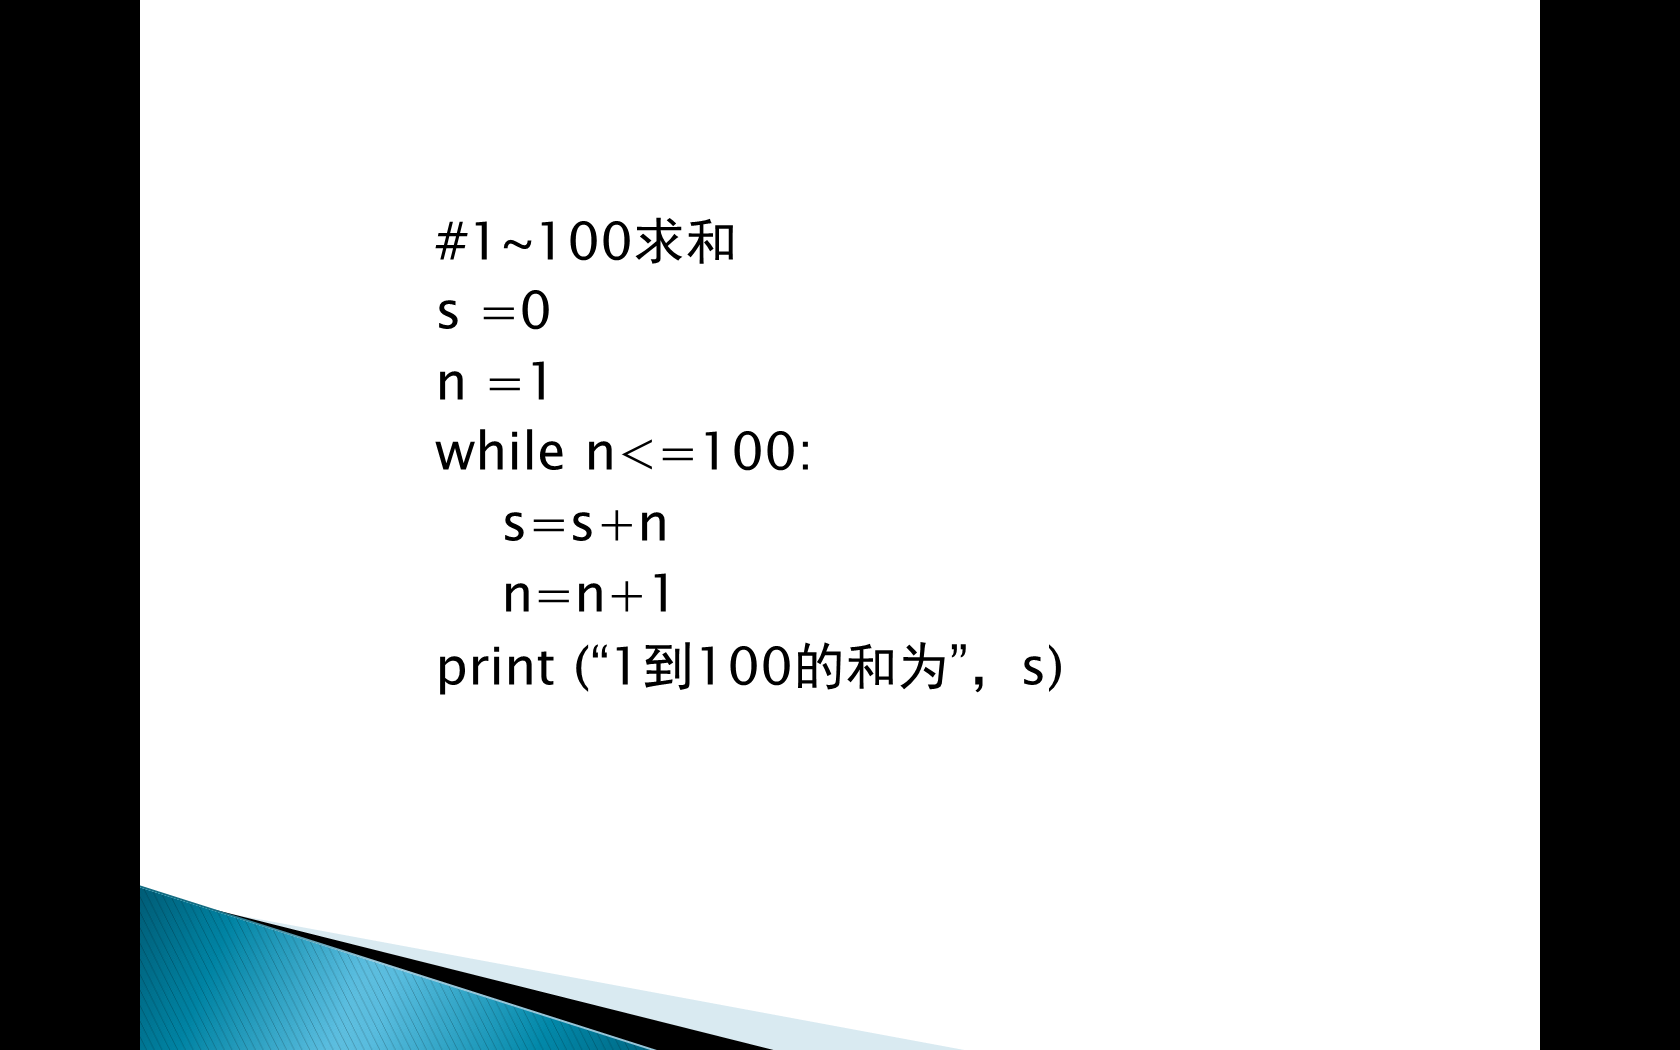 #1~100求和
s =0
n =1
while n<=100:
    s=s+n
    n=n+1
print (“1到100的和为”，s)